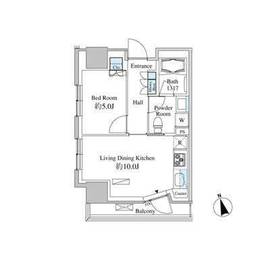 Entrance
Bath
1317
Bed Room
約5.0J
Hall
Powder
Room
W
PS
R
Living Dining Kitchen
約10.0J
Balcony